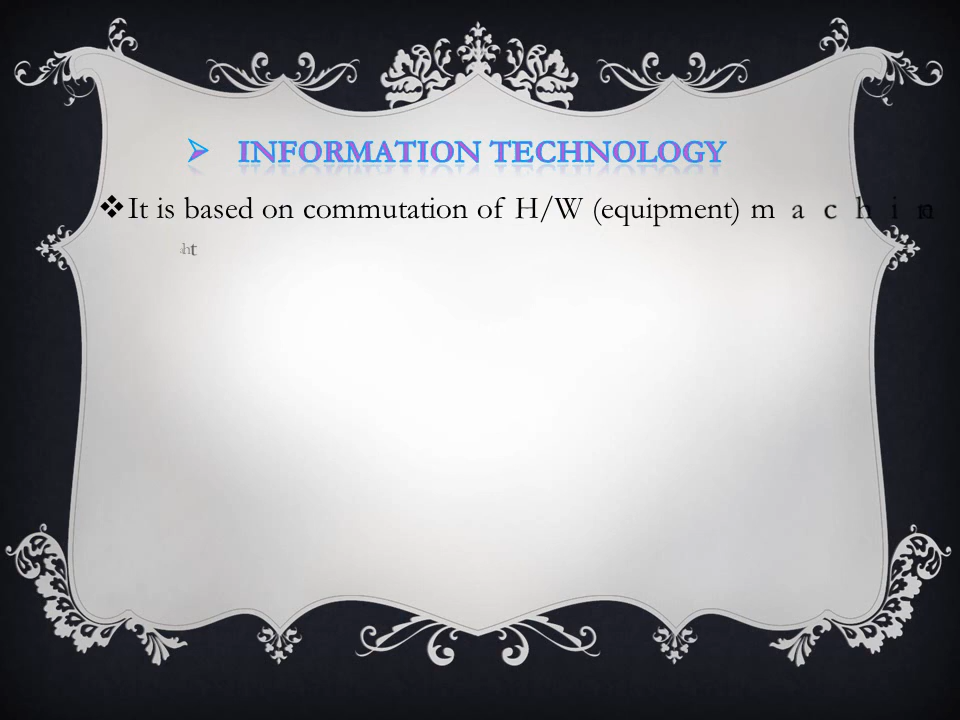 ➢ INFORMATION TECHNOLOGY
❖It is based on commutation of H/W (equipment) m a c h i n